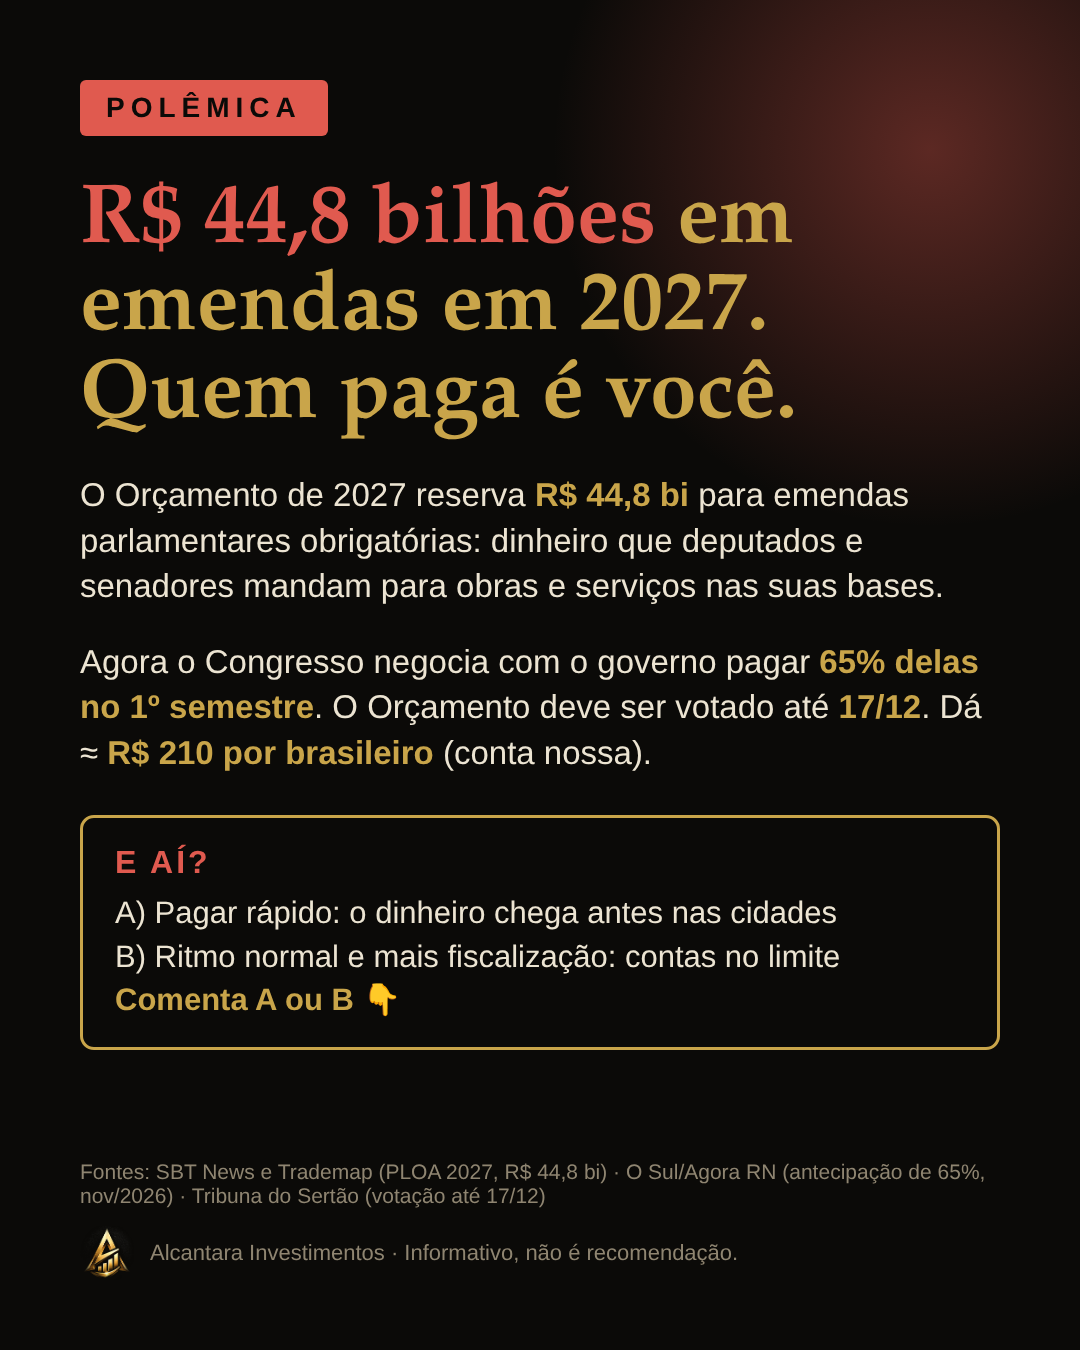 POLÊMICA
R$ 44,8 bilhões em
emendas em 2027.
Quem paga é você.
O Orçamento de 2027 reserva R$ 44,8 bi para emendas
parlamentares obrigatórias: dinheiro que deputados e
senadores mandam para obras e serviços nas suas bases.
Agora o Congresso negocia com o governo pagar 65% delas
no 1º semestre. O Orçamento deve ser votado até 17/12. Dá
≈ R$ 210 por brasileiro (conta nossa).
E AÍ?
A) Pagar rápido: o dinheiro chega antes nas cidades
B) Ritmo normal e mais fiscalização: contas no limite
Comenta A ou B 👇
Fontes: SBT News e Trademap (PLOA 2027, R$ 44,8 bi) · O Sul/Agora RN (antecipação de 65%,
nov/2026) · Tribuna do Sertão (votação até 17/12)
Alcantara Investimentos · Informativo, não é recomendação.